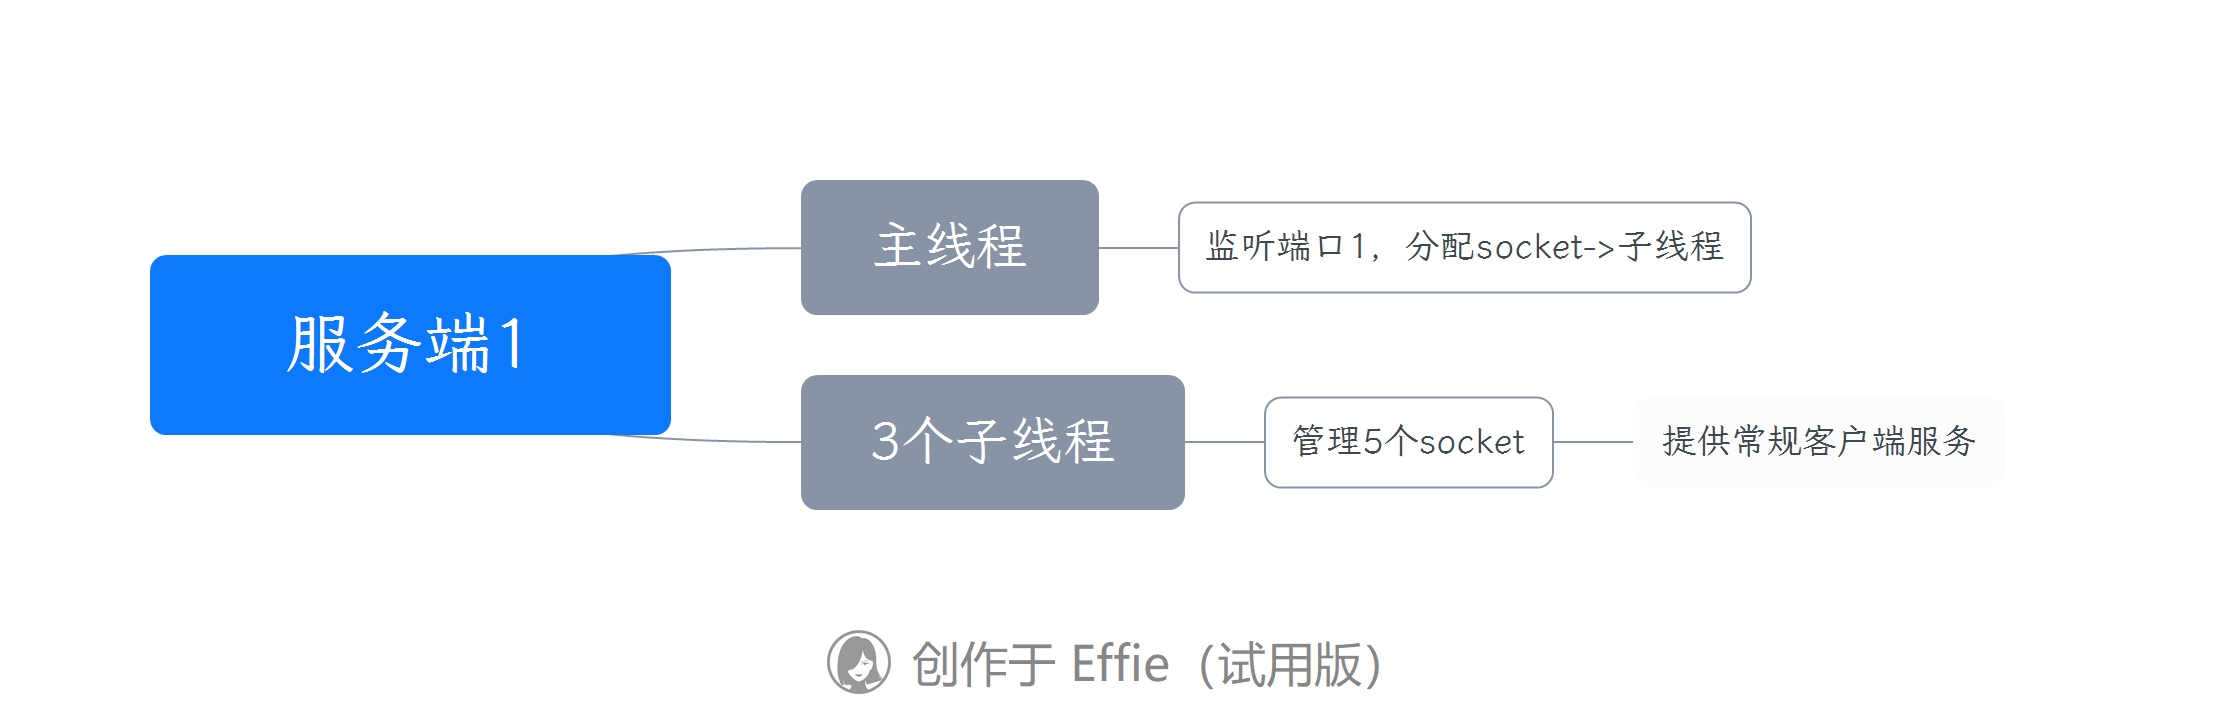 服务端1
主线程
监听端口1，分配socket->子线程
3个子线程
管理5个socket
提供常规客户端服务
创作于 Effie（试用版）